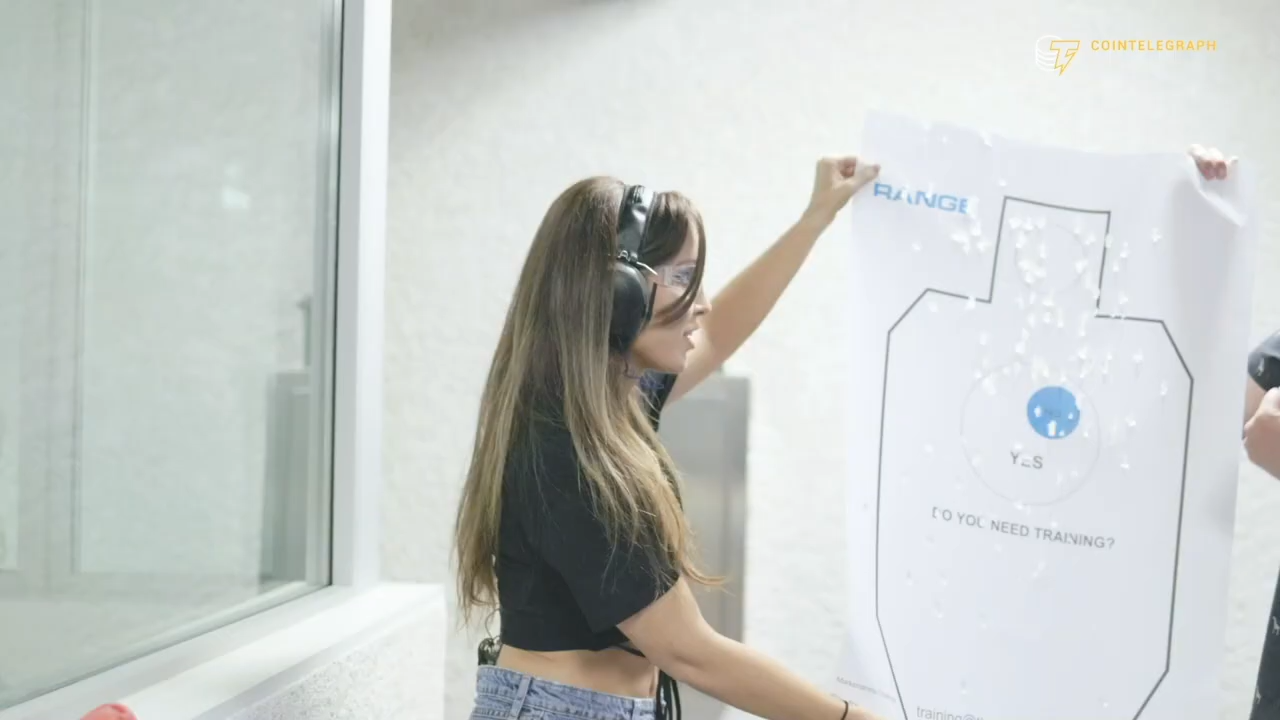 COINTELEGRAPH
RANGE
YES
DO YOU NEED TRAINING?